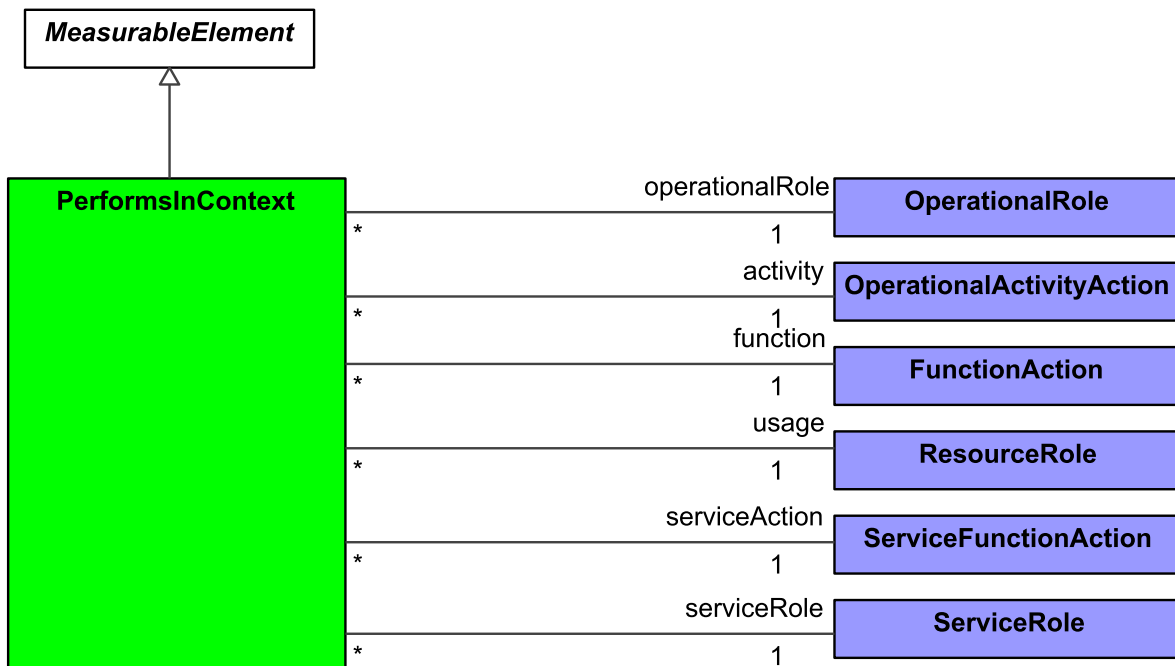 MeasurableElement
PerformsInContext
operationalRole
OperationalRole
*
1
activity
OperationalActivityAction
*
1
function
FunctionAction
*
1
usage
ResourceRole
*
1
serviceAction
ServiceFunctionAction
*
1
serviceRole
ServiceRole
*
1